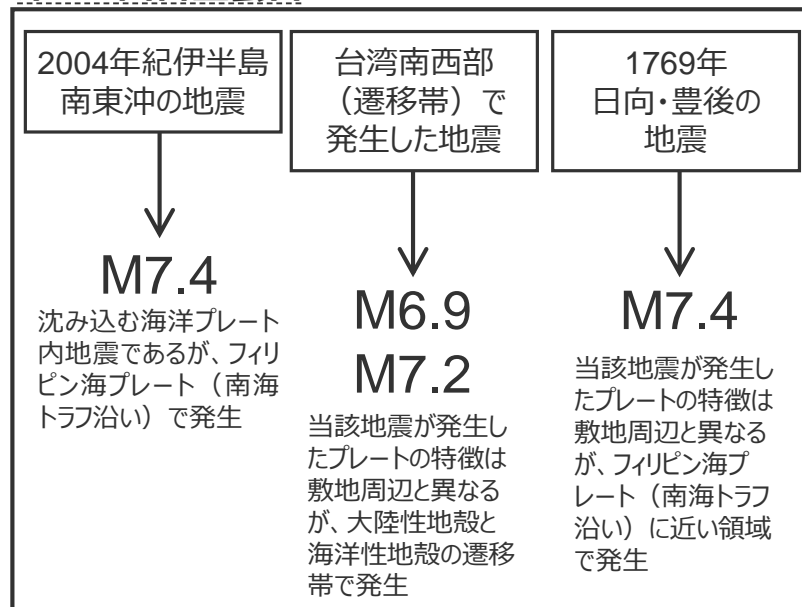 2004年紀伊半島
南東沖の地震
M7.4
沈み込む海洋プレート
内地震であるが、フィリ
ピン海プレート（南海
トラフ沿い）で発生
台湾南西部
（遷移帯）で
発生した地震
M6.9
M7.2
当該地震が発生し
たプレートの特徴は
敷地周辺と異なる
が、大陸性地殻と
海洋性地殻の遷移
帯で発生
1769年
日向･豊後の
地震
M7.4
当該地震が発生し
たプレートの特徴は
敷地周辺と異なる
が、フィリピン海プ
レート（南海トラフ
沿い）に近い領域
で発生